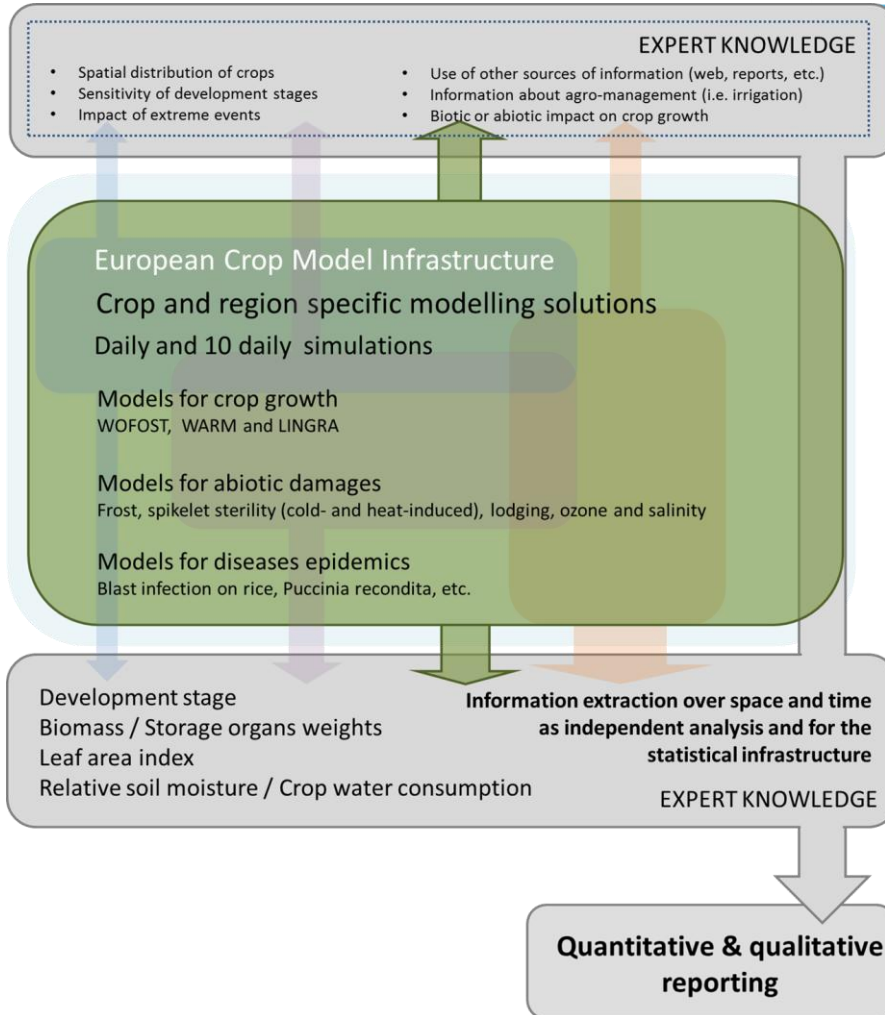 EXPERT KNOWLEDGE
• Spatial distribution of crops
• Sensitivity of development stages
• Impact of extreme events
• Use of other sources of information (web, reports, etc.)
• Information about agro-management (i.e. irrigation)
• Biotic or abiotic impact on crop growth
European Crop Model Infrastructure
Crop and region specific modelling solutions
Daily and 10 daily simulations
Models for crop growth
WOFOST, WARM and LINGRA
Models for abiotic damages
Frost, spikelet sterility (cold- and heat-induced), lodging, ozone and salinity
Models for diseases epidemics
Blast infection on rice, Puccinia recondita, etc.
Development stage
Biomass / Storage organs weights
Leaf area index
Relative soil moisture / Crop water consumption
Information extraction over space and time
as independent analysis and for the
statistical infrastructure
EXPERT KNOWLEDGE
Quantitative & qualitative
reporting